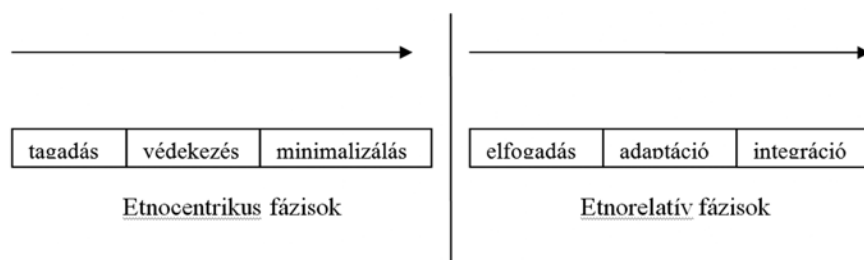 tagadás védekezés minimalizálás elfogadás adaptáció integráció
Etnocentrikus fázisok Etnorelatív fázisok